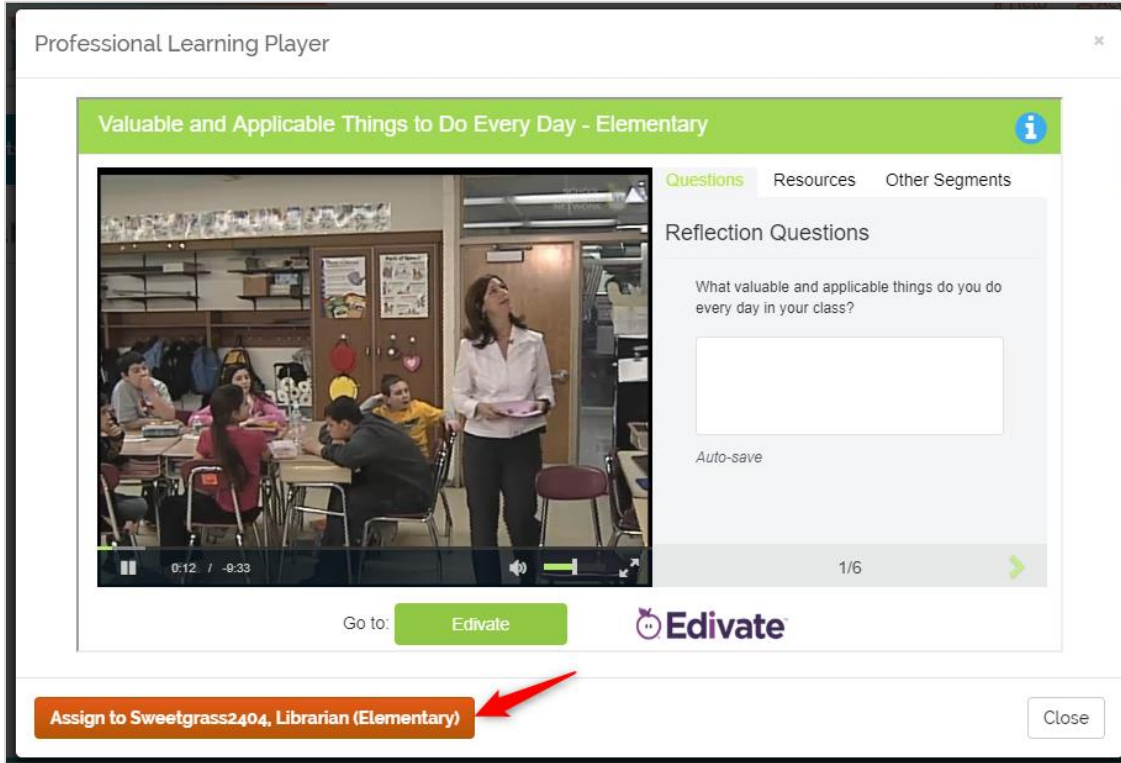 Professional Learning Player
×
Valuable and Applicable Things to Do Every Day - Elementary
i
SCHOOL
NETWORK
Questions Resources Other Segments
Reflection Questions
What valuable and applicable things do you do
every day in your class?
Auto-save
0:12 / -9:33
1/6
Go to: Edivate
Edivate
Assign to Sweetgrass2404, Librarian (Elementary)
Close